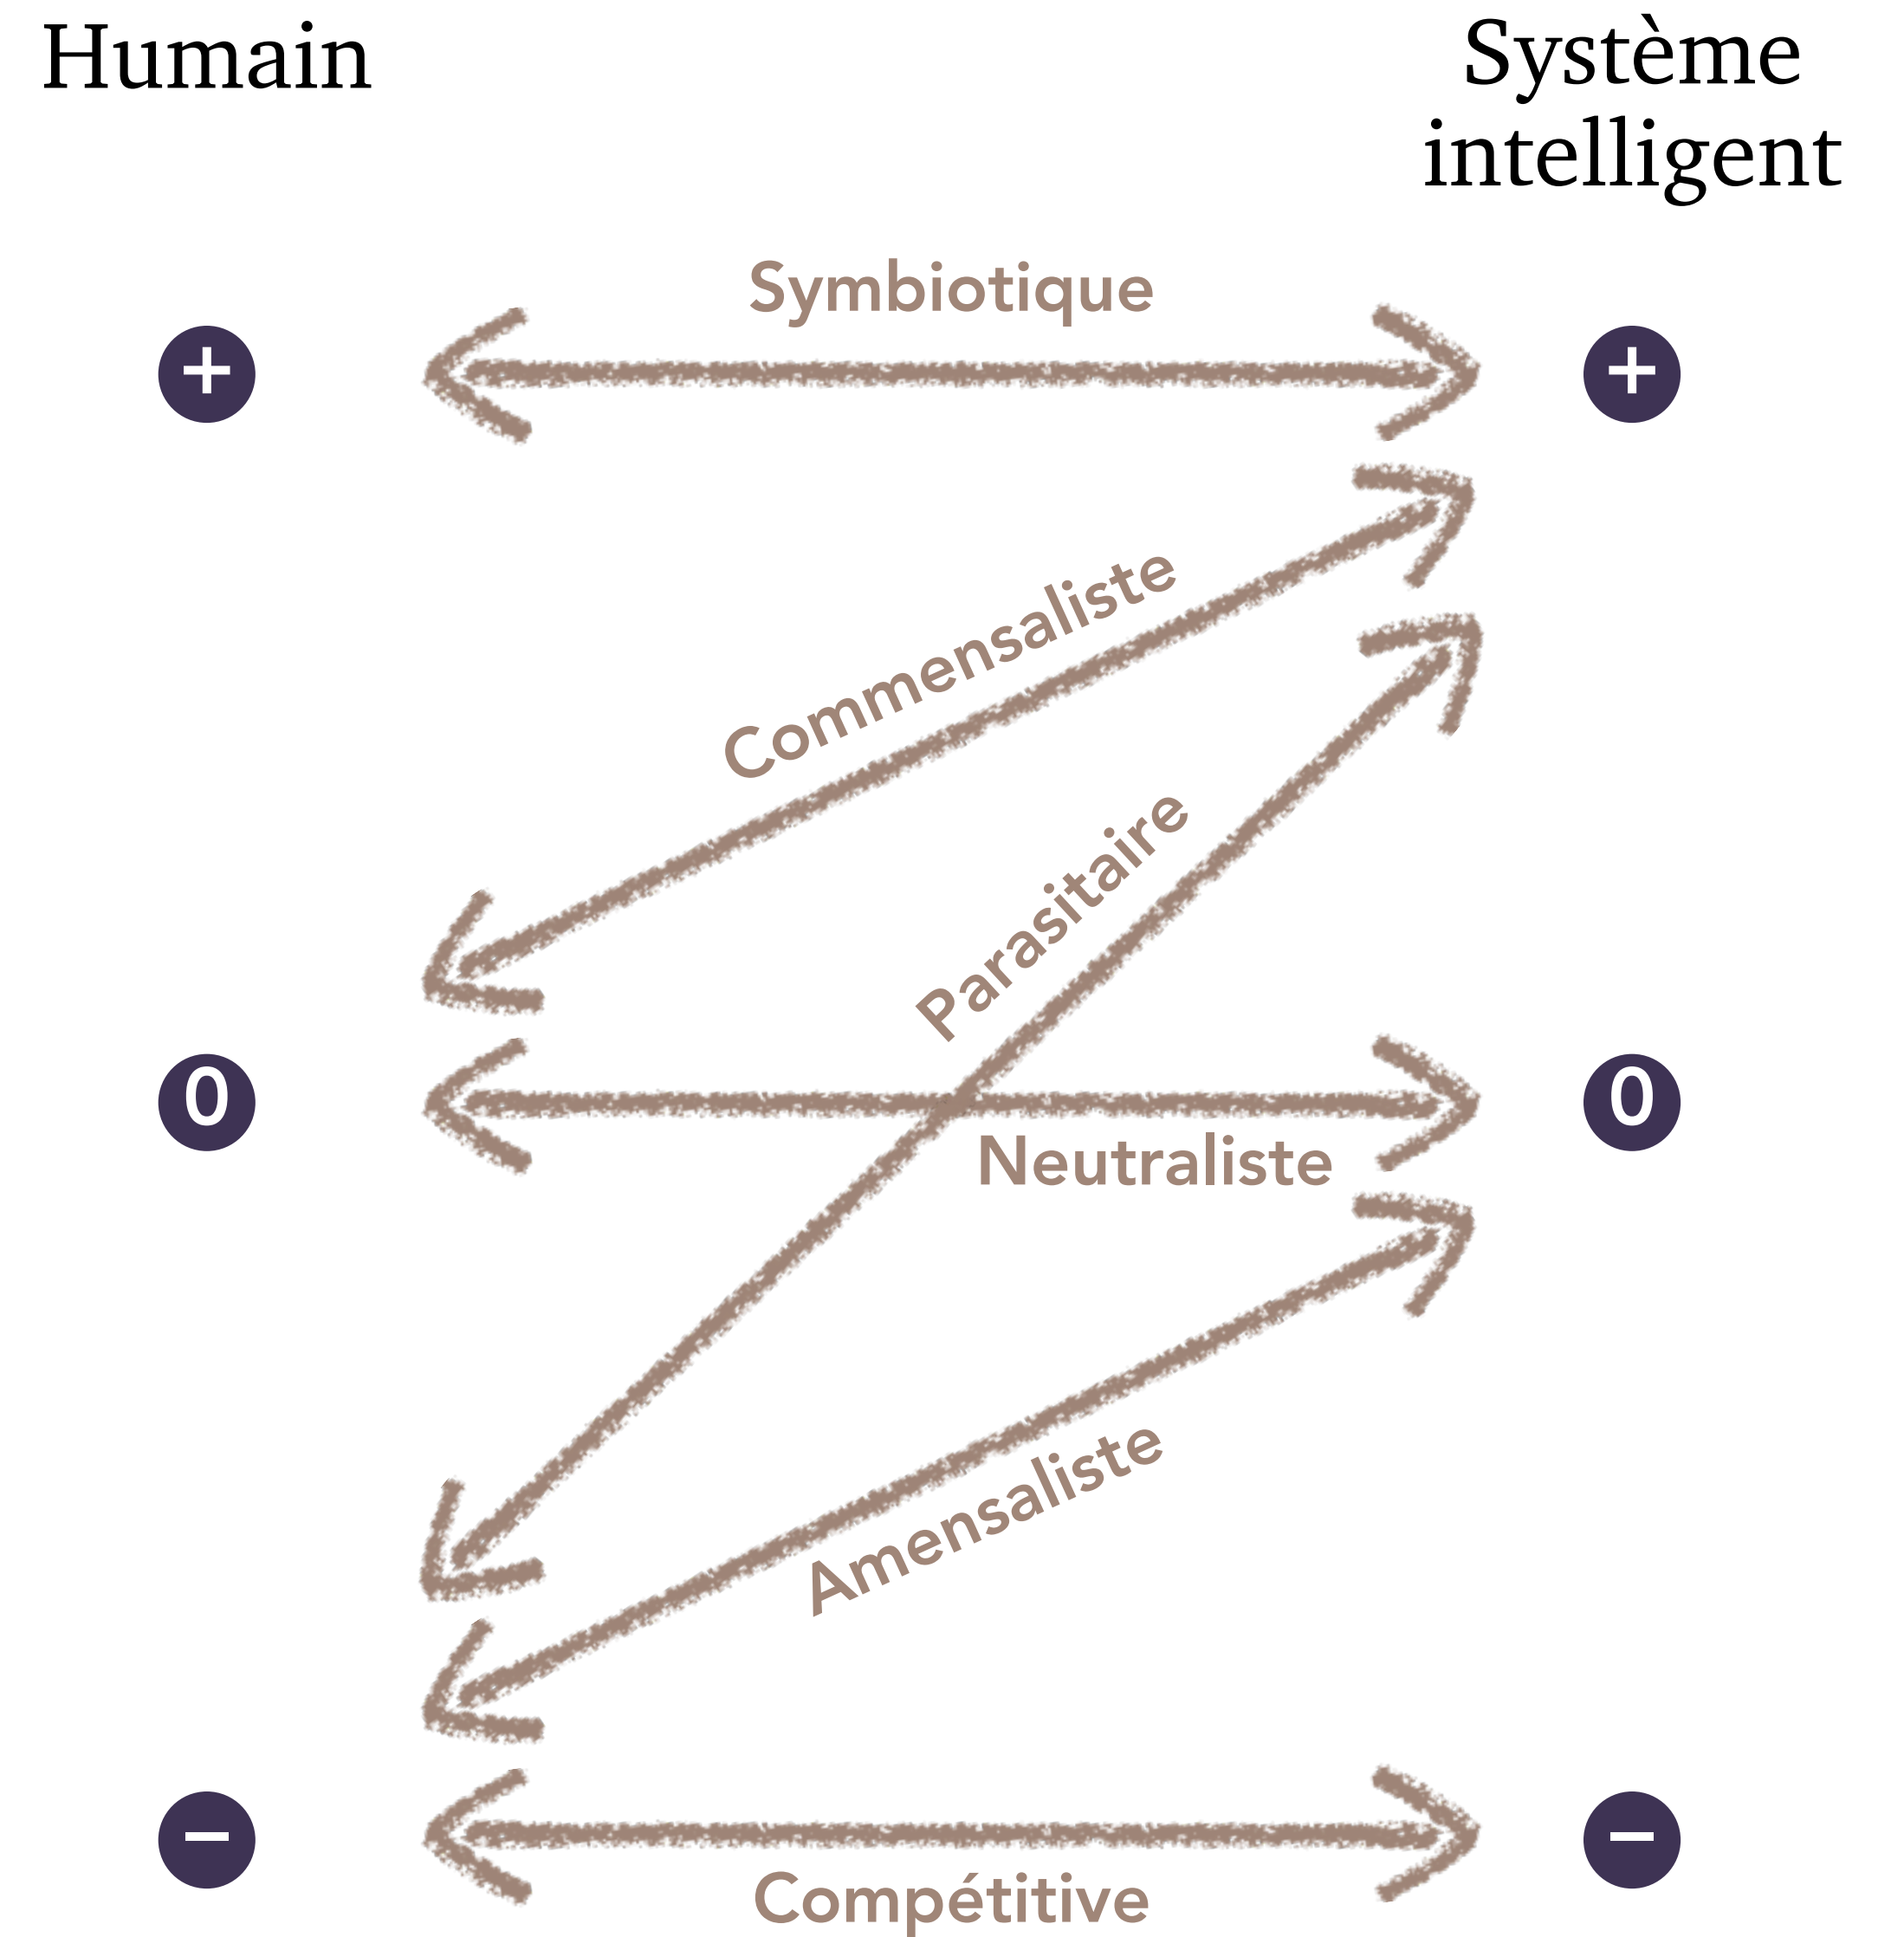 Humain
Système
intelligent
Symbiotique
+
+
Commensaliste
Parasitaire
0
0
Neutraliste
Amensaliste
−
−
Compétitive